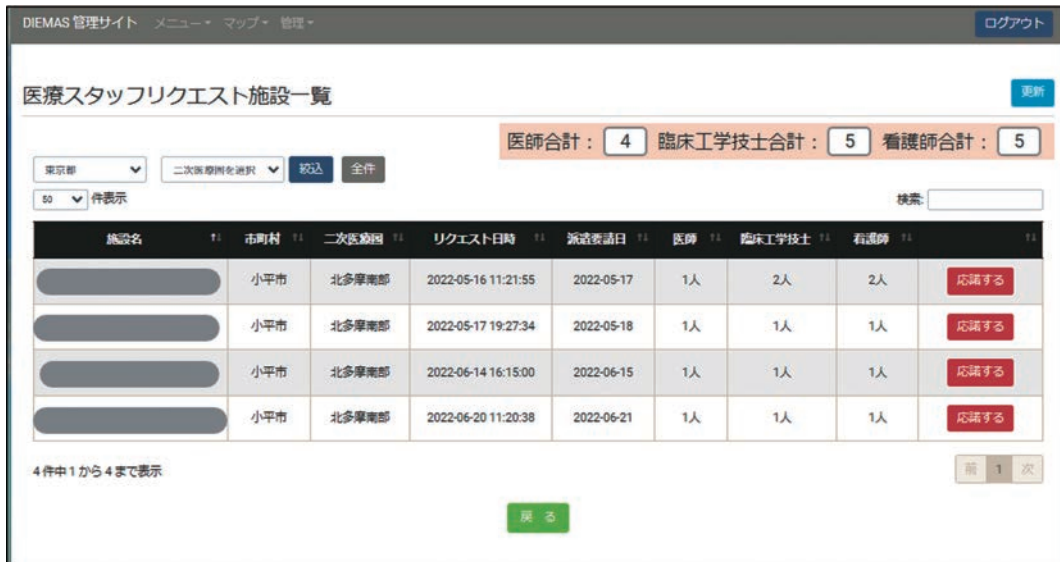 DIEMAS 管理サイト メニュー マップ 管理 ログアウト
医療スタッフリクエスト施設一覧 更新
医師合計： 4 臨床工学技士合計： 5 看護師合計： 5
東京都 二次医療圏を選択 絞込 全件
50 件表示 検索:
施設名 市町村 二次医療圏 リクエスト日時 派遣要請日 医師 臨床工学技士 看護師
小平市 北多摩南部 2022-05-16 11:21:55 2022-05-17 1人 2人 2人 応諾する
小平市 北多摩南部 2022-05-17 19:27:34 2022-05-18 1人 1人 1人 応諾する
小平市 北多摩南部 2022-06-14 16:15:00 2022-06-15 1人 1人 1人 応諾する
小平市 北多摩南部 2022-06-20 11:20:38 2022-06-21 1人 1人 1人 応諾する
4 件中 1 から 4 まで表示 前 1 次
戻 る